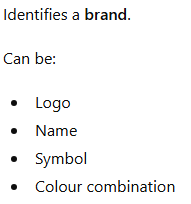 Identifies a brand.
Can be:
• Logo
• Name
• Symbol
• Colour combination